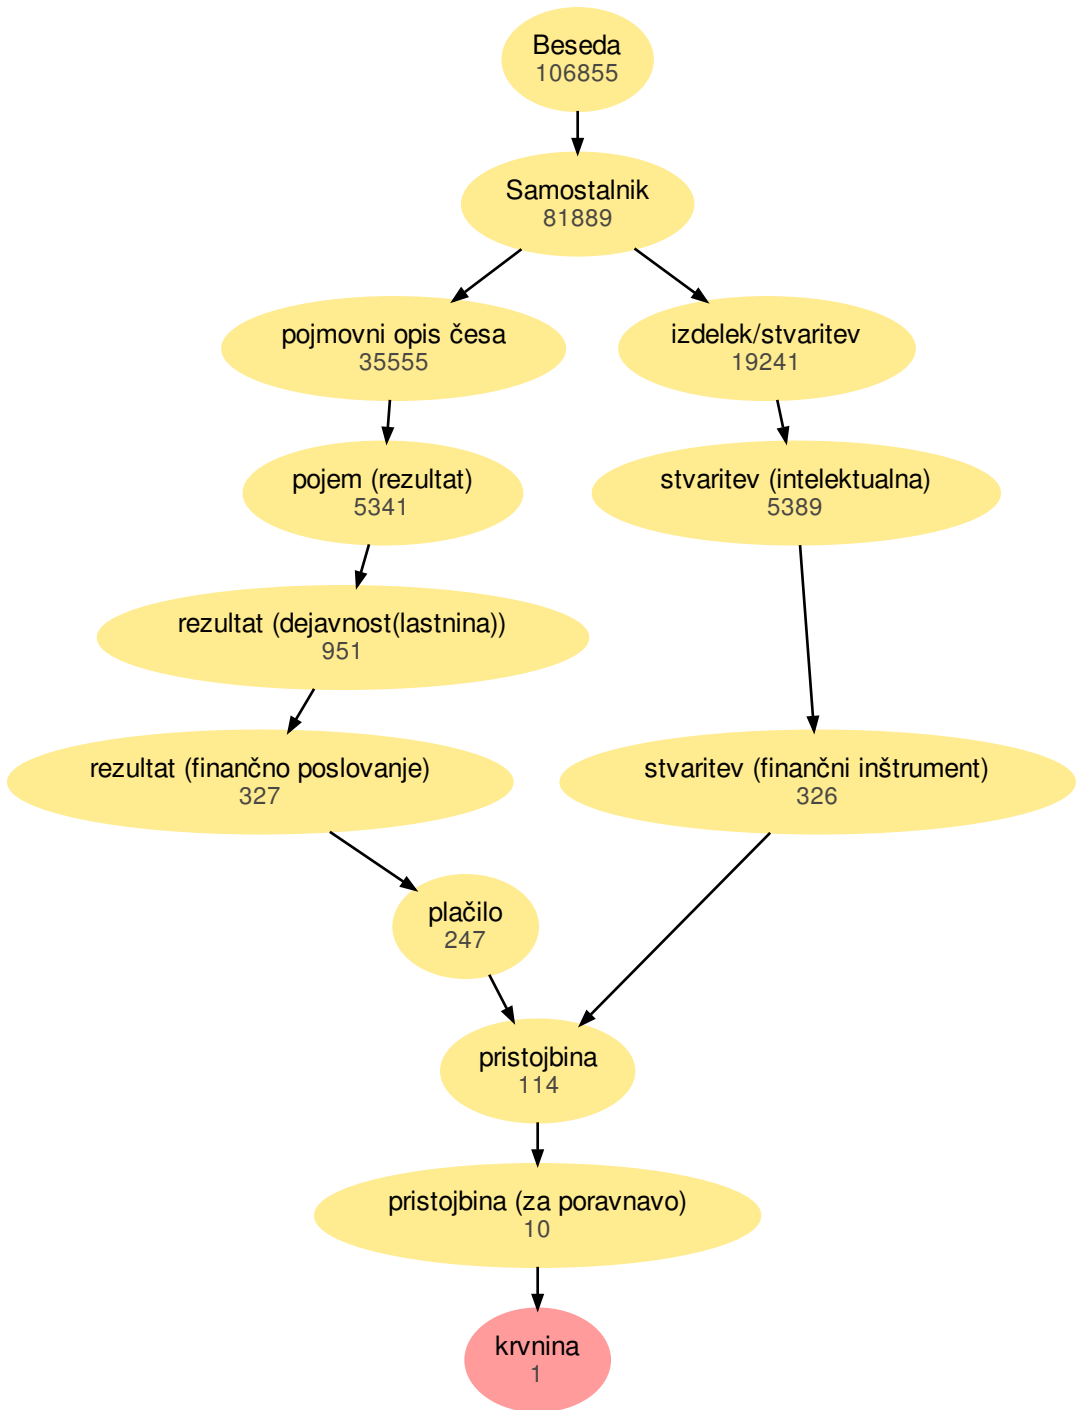 Beseda
106855
Samostalnik
81889
pojmovni opis česa
35555
izdelek/stvaritev
19241
pojem (rezultat)
5341
stvaritev (intelektualna)
5389
rezultat (dejavnost(lastnina))
951
rezultat (finančno poslovanje)
327
stvaritev (finančni inštrument)
326
plačilo
247
pristojbina
114
pristojbina (za poravnavo)
10
krvnina
1